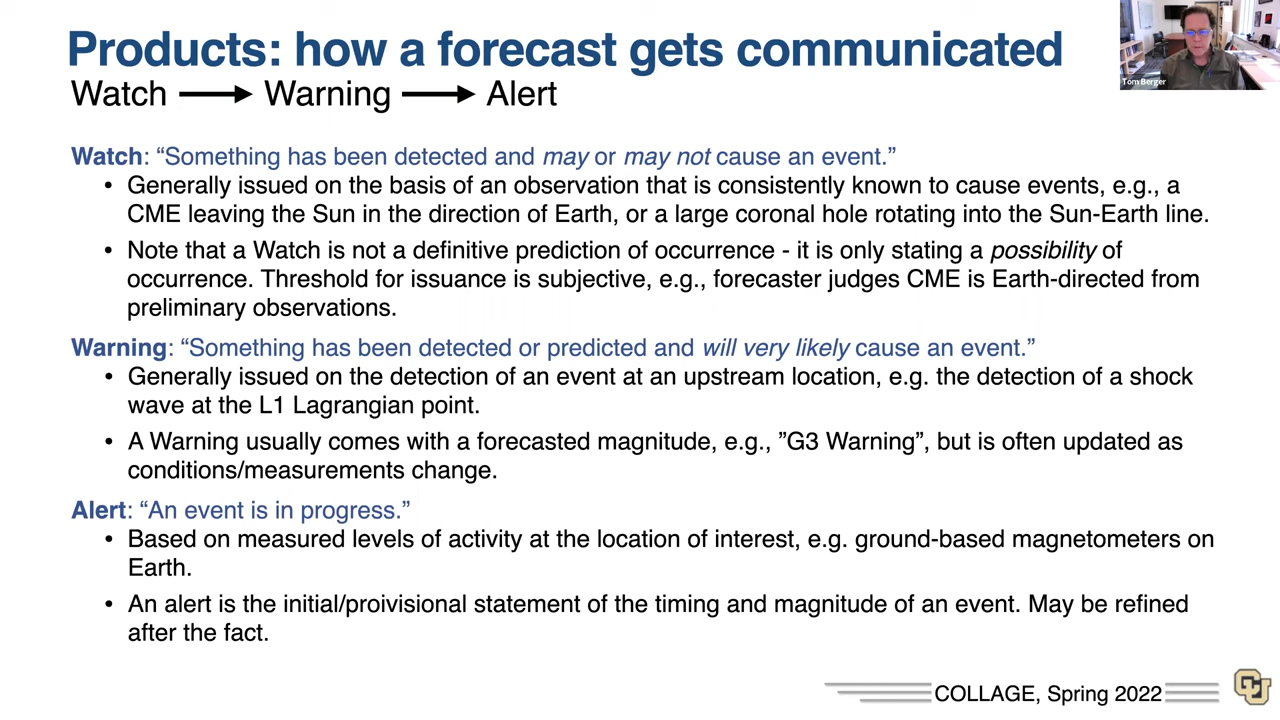 Products: how a forecast gets communicated
Watch → Warning → Alert
Tom Berger
Watch: “Something has been detected and may or may not cause an event.”
• Generally issued on the basis of an observation that is consistently known to cause events, e.g., a
CME leaving the Sun in the direction of Earth, or a large coronal hole rotating into the Sun-Earth line.
• Note that a Watch is not a definitive prediction of occurrence - it is only stating a possibility of
occurrence. Threshold for issuance is subjective, e.g., forecaster judges CME is Earth-directed from
preliminary observations.
Warning: “Something has been detected or predicted and will very likely cause an event.”
• Generally issued on the detection of an event at an upstream location, e.g. the detection of a shock
wave at the L1 Lagrangian point.
• A Warning usually comes with a forecasted magnitude, e.g., ”G3 Warning”, but is often updated as
conditions/measurements change.
Alert: “An event is in progress.”
• Based on measured levels of activity at the location of interest, e.g. ground-based magnetometers on
Earth.
• An alert is the initial/proivisional statement of the timing and magnitude of an event. May be refined
after the fact.
COLLAGE, Spring 2022
CU